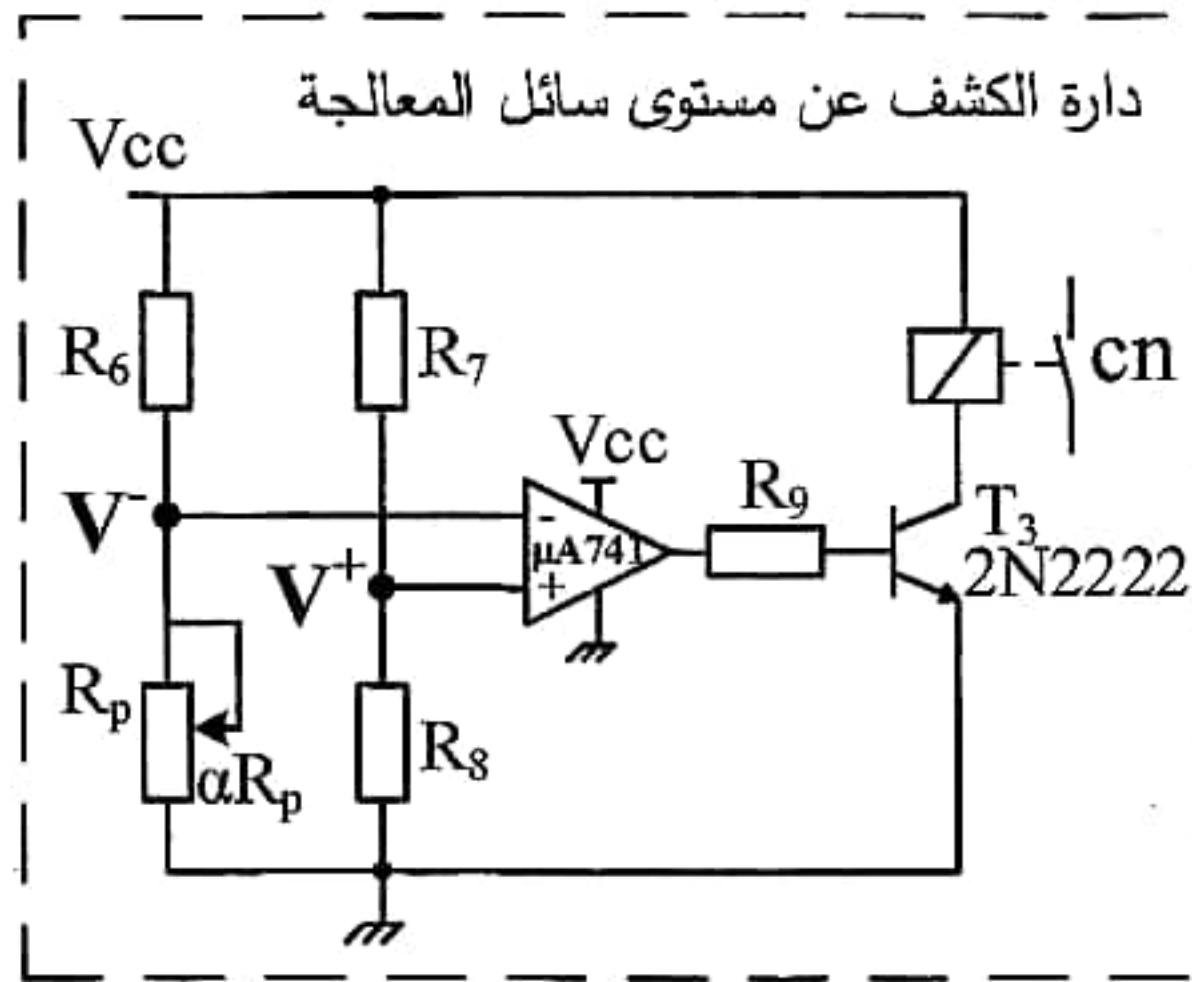 دارة الكشف عن مستوى سائل المعالجة
Vcc
R₆
R₇
cn
Vcc
V⁻
R₉
-
µA741
+
T₃
2N2222
V⁺
Rₚ
αRₚ
R₈